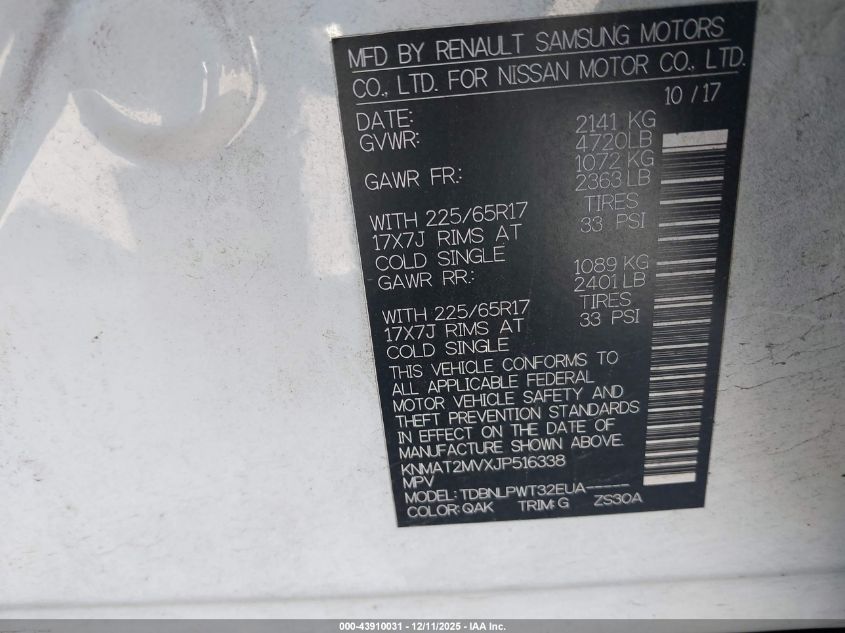 MFD BY RENAULT SAMSUNG MOTORS
CO., LTD. FOR NISSAN MOTOR CO., LTD.
DATE: 10 / 17
GVWR: 2141 KG
4720LB
GAWR FR.: 1072 KG
2363 LB
WITH 225/65R17 TIRES
17X7J RIMS AT 33 PSI
COLD SINGLE
GAWR RR.: 1089 KG
2401 LB
WITH 225/65R17 TIRES
17X7J RIMS AT 33 PSI
COLD SINGLE
THIS VEHICLE CONFORMS TO
ALL APPLICABLE FEDERAL
MOTOR VEHICLE SAFETY AND
THEFT PREVENTION STANDARDS
IN EFFECT ON THE DATE OF
MANUFACTURE SHOWN ABOVE.
KNMAT2MVXJP516338
MPV
MODEL: TDBNLPWT32EUA-----
COLOR: QAK TRIM: G ZS30A
000-43910031 - 12/11/2025 - IAA Inc.